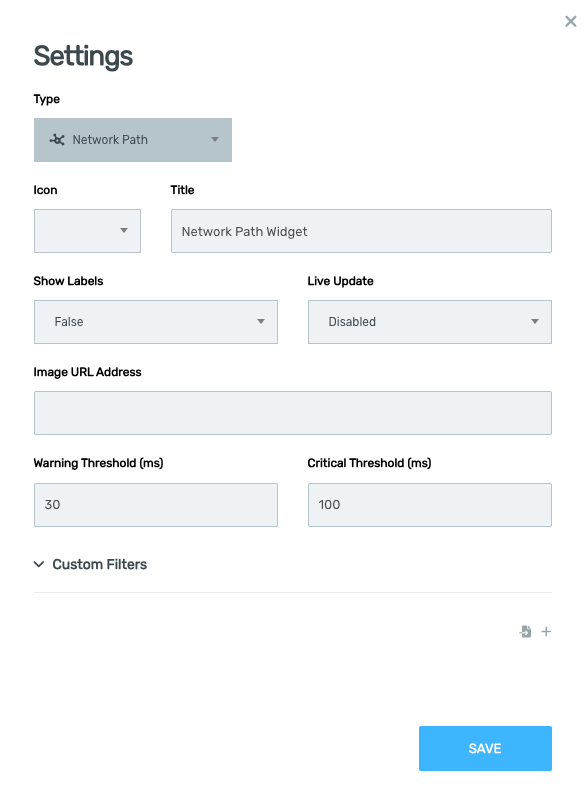 Settings
Type
Network Path
Icon
Title
Network Path Widget
Show Labels
Live Update
False
Disabled
Image URL Address
Warning Threshold (ms)
Critical Threshold (ms)
30
100
Custom Filters
SAVE